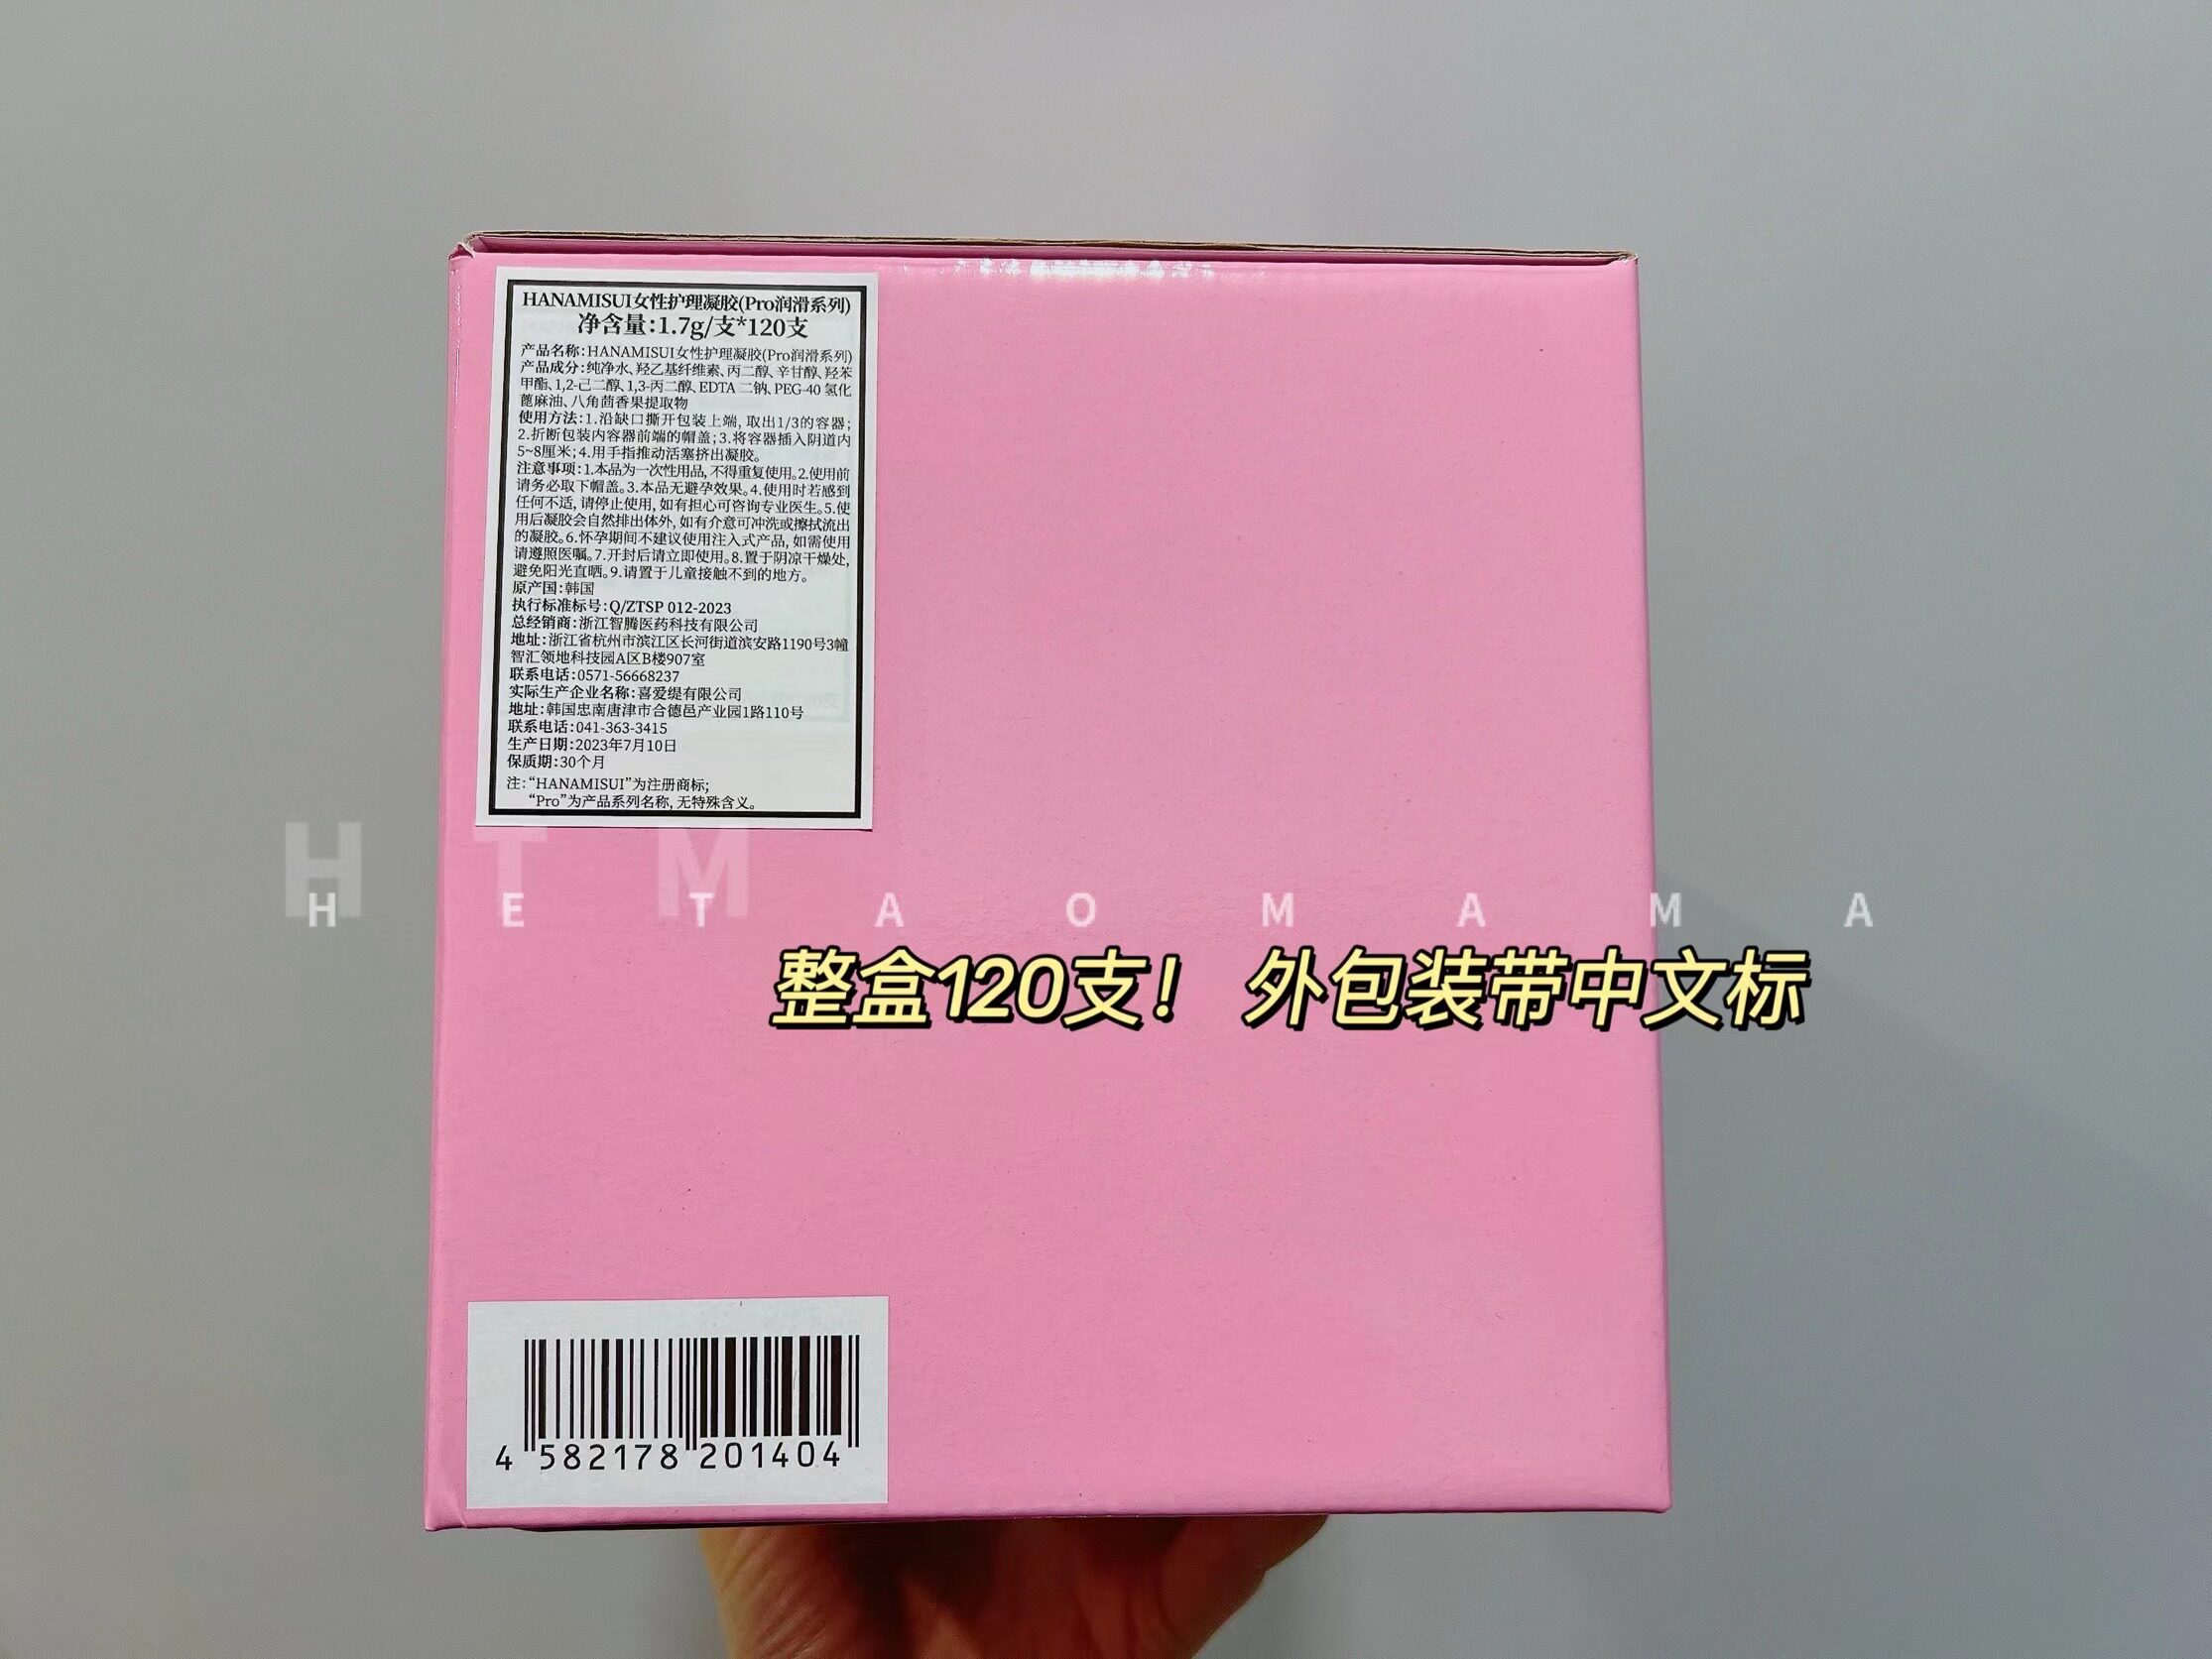 HANAMISUI女性护理凝胶(Pro润滑系列)
净含量:1.7g/支*120支
产品名称:HANAMISUI女性护理凝胶(Pro润滑系列)
产品成分:纯净水、羟乙基纤维素、丙二醇、辛甘醇、羟苯
甲酯、1,2-己二醇、1,3-丙二醇、EDTA 二钠、PEG-40 氢化
蓖麻油、八角茴香果提取物
使用方法:1.沿缺口撕开包装上端, 取出1/3的容器;
2.折断包装内容器前端的帽盖;3.将容器插入阴道内
5~8厘米;4.用手指推动活塞挤出凝胶。
注意事项:1.本品为一次性用品, 不得重复使用。2.使用前
请务必取下帽盖。3.本品无避孕效果。4.使用时若感到
任何不适, 请停止使用, 如有担心可咨询专业医生。5.使
用后凝胶会自然排出体外, 如有介意可冲洗或擦拭流出
的凝胶。6.怀孕期间不建议使用注入式产品, 如需使用
请遵照医嘱。7.开封后请立即使用。8.置于阴凉干燥处,
避免阳光直晒。9.请置于儿童接触不到的地方。
原产国:韩国
执行标准标号:Q/ZTSP 012-2023
总经销商:浙江智腾医药科技有限公司
地址:浙江省杭州市滨江区长河街道滨安路1190号3幢
智汇领地科技园A区B楼907室
联系电话:0571-56668237
实际生产企业名称:喜爱缇有限公司
地址:韩国忠南唐津市合德邑产业园1路110号
联系电话:041-363-3415
生产日期:2023年7月10日
保质期:30个月
注:“HANAMISUI”为注册商标;
“Pro”为产品系列名称, 无特殊含义。
HTM
HETAOMAMA
整盒120支! 外包装带中文标
4 582178 201404